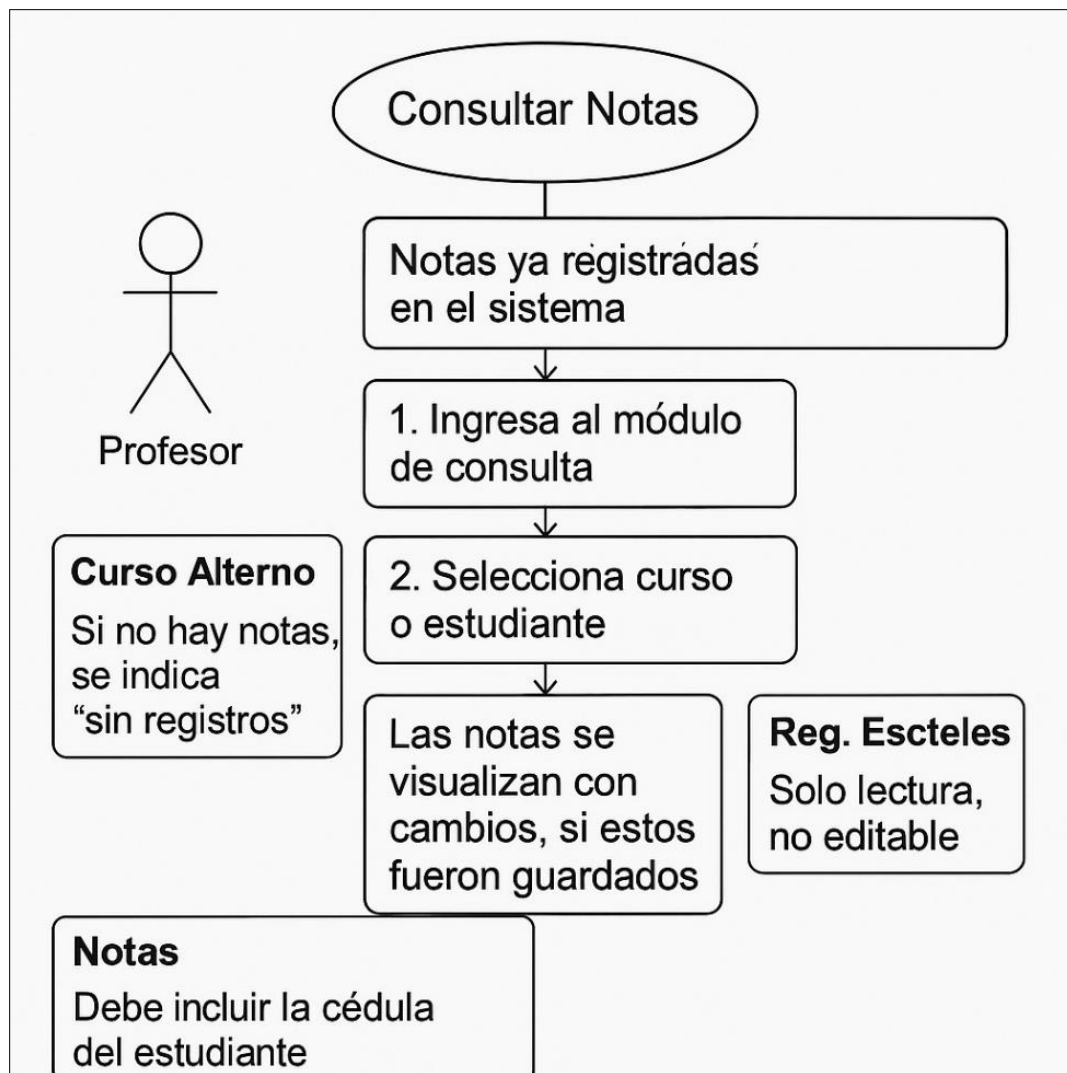 Consultar Notas
Notas ya registradas
en el sistema
Profesor
1. Ingresa al módulo
de consulta
2. Selecciona curso
o estudiante
Curso Alterno
Si no hay notas,
se indica
“sin registros”
Las notas se
visualizan con
cambios, si estos
fueron guardados
Reg. Escteles
Solo lectura,
no editable
Notas
Debe incluir la cédula
del estudiante